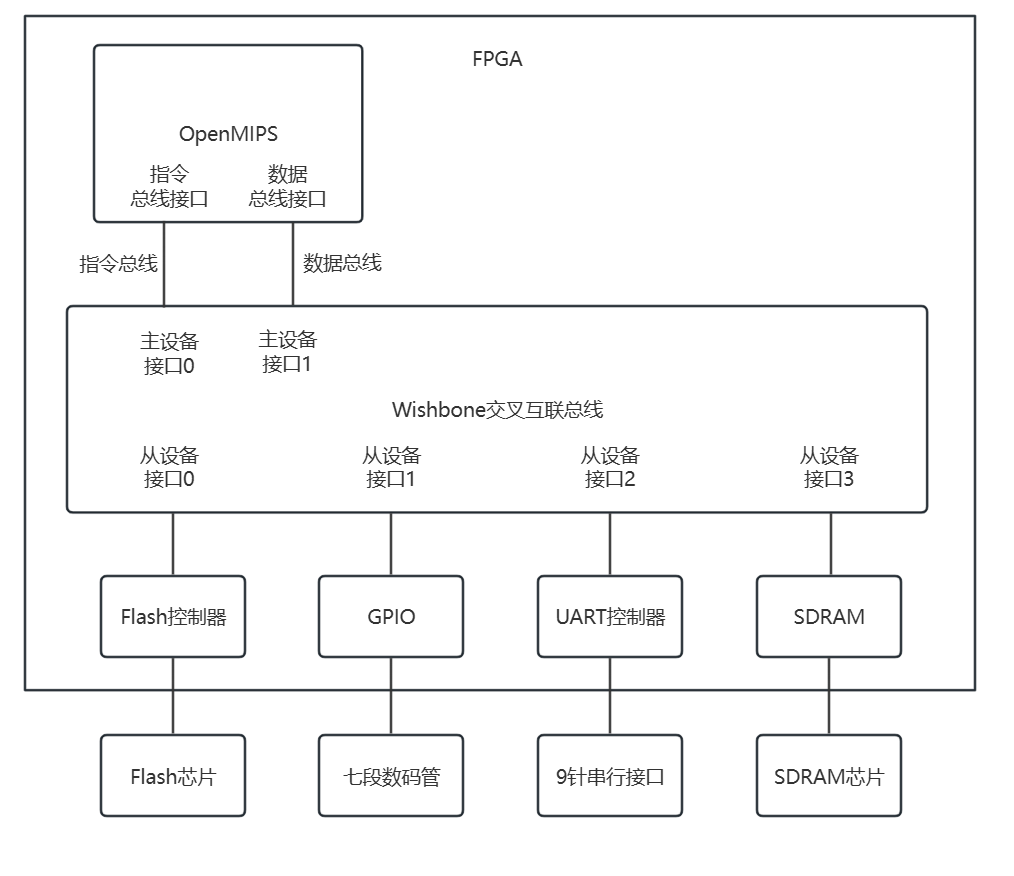 FPGA
OpenMIPS
指令
总线接口
数据
总线接口
指令总线
数据总线
主设备
接口0
主设备
接口1
Wishbone交叉互联总线
从设备
接口0
从设备
接口1
从设备
接口2
从设备
接口3
Flash控制器
GPIO
UART控制器
SDRAM
Flash芯片
七段数码管
9针串行接口
SDRAM芯片